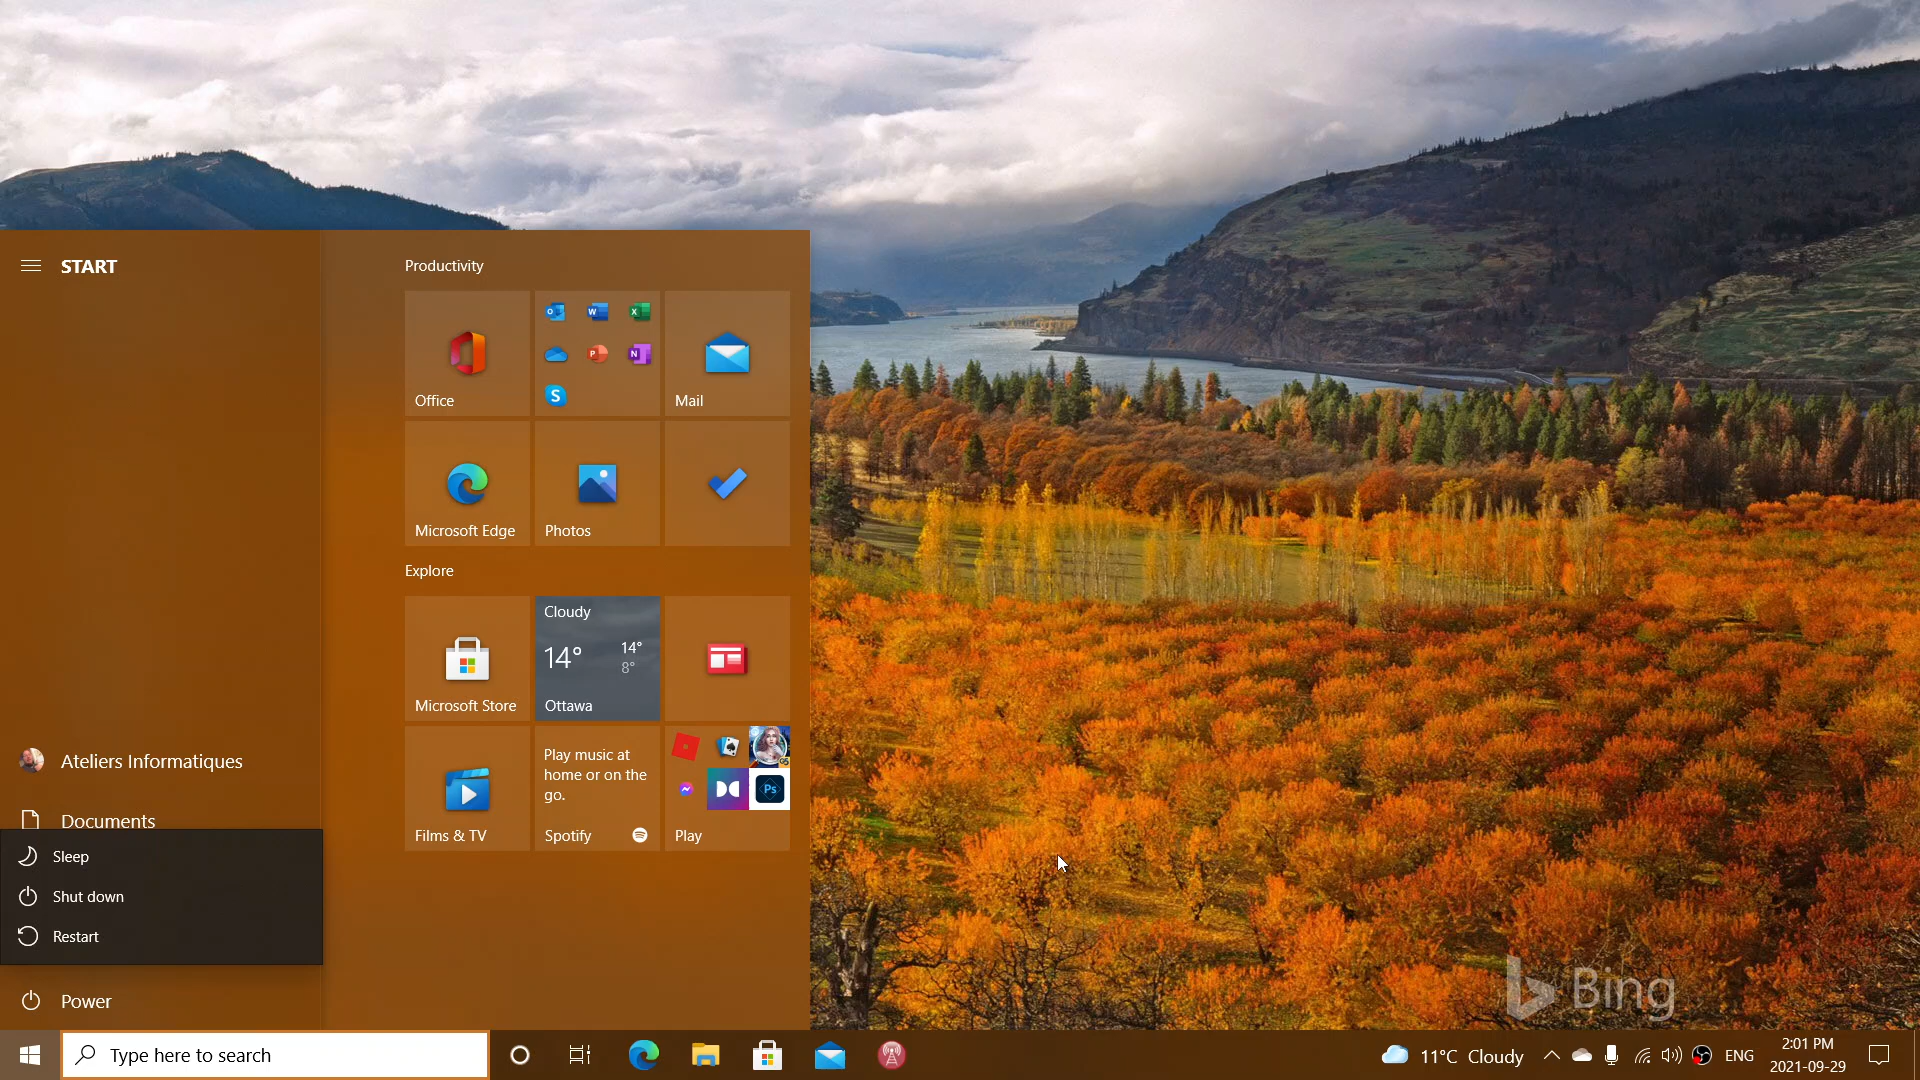 START
Productivity
Office
Mail
Microsoft Edge
Photos
Explore
Microsoft Store
Cloudy
14°
14°
8°
Ottawa
Films & TV
Play music at
home or on the
go.
Spotify
Ps
Play
Ateliers Informatiques
Documents
Sleep
Shut down
Restart
Power
Bing
Type here to search
11°C Cloudy
ENG
2:01 PM
2021-09-29